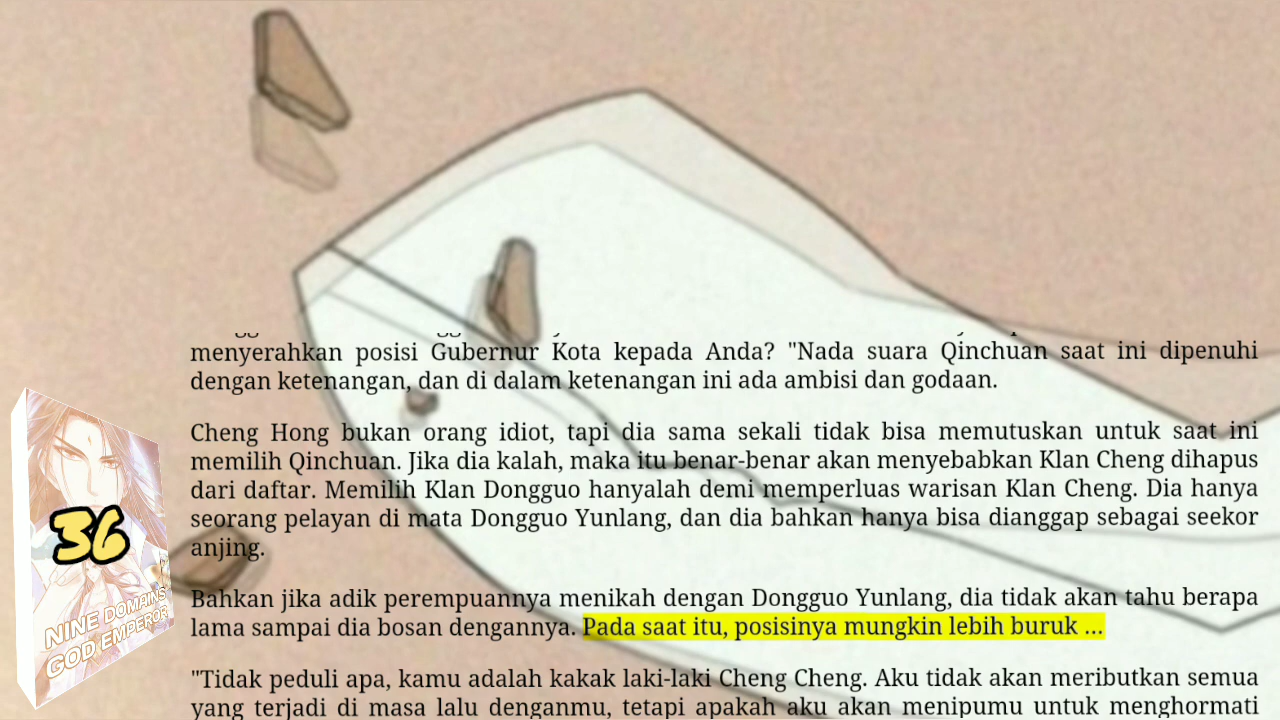 menyerahkan posisi Gubernur Kota kepada Anda? "Nada suara Qinchuan saat ini dipenuhi
dengan ketenangan, dan di dalam ketenangan ini ada ambisi dan godaan.
Cheng Hong bukan orang idiot, tapi dia sama sekali tidak bisa memutuskan untuk saat ini
memilih Qinchuan. Jika dia kalah, maka itu benar-benar akan menyebabkan Klan Cheng dihapus
dari daftar. Memilih Klan Dongguo hanyalah demi memperluas warisan Klan Cheng. Dia hanya
seorang pelayan di mata Dongguo Yunlang, dan dia bahkan hanya bisa dianggap sebagai seekor
anjing.
Bahkan jika adik perempuannya menikah dengan Dongguo Yunlang, dia tidak akan tahu berapa
lama sampai dia bosan dengannya. Pada saat itu, posisinya mungkin lebih buruk ...
"Tidak peduli apa, kamu adalah kakak laki-laki Cheng Cheng. Aku tidak akan meributkan semua
yang terjadi di masa lalu denganmu, tetapi apakah aku akan menipumu untuk menghormati
36
NINE DOMAINS
GOD EMPEROR